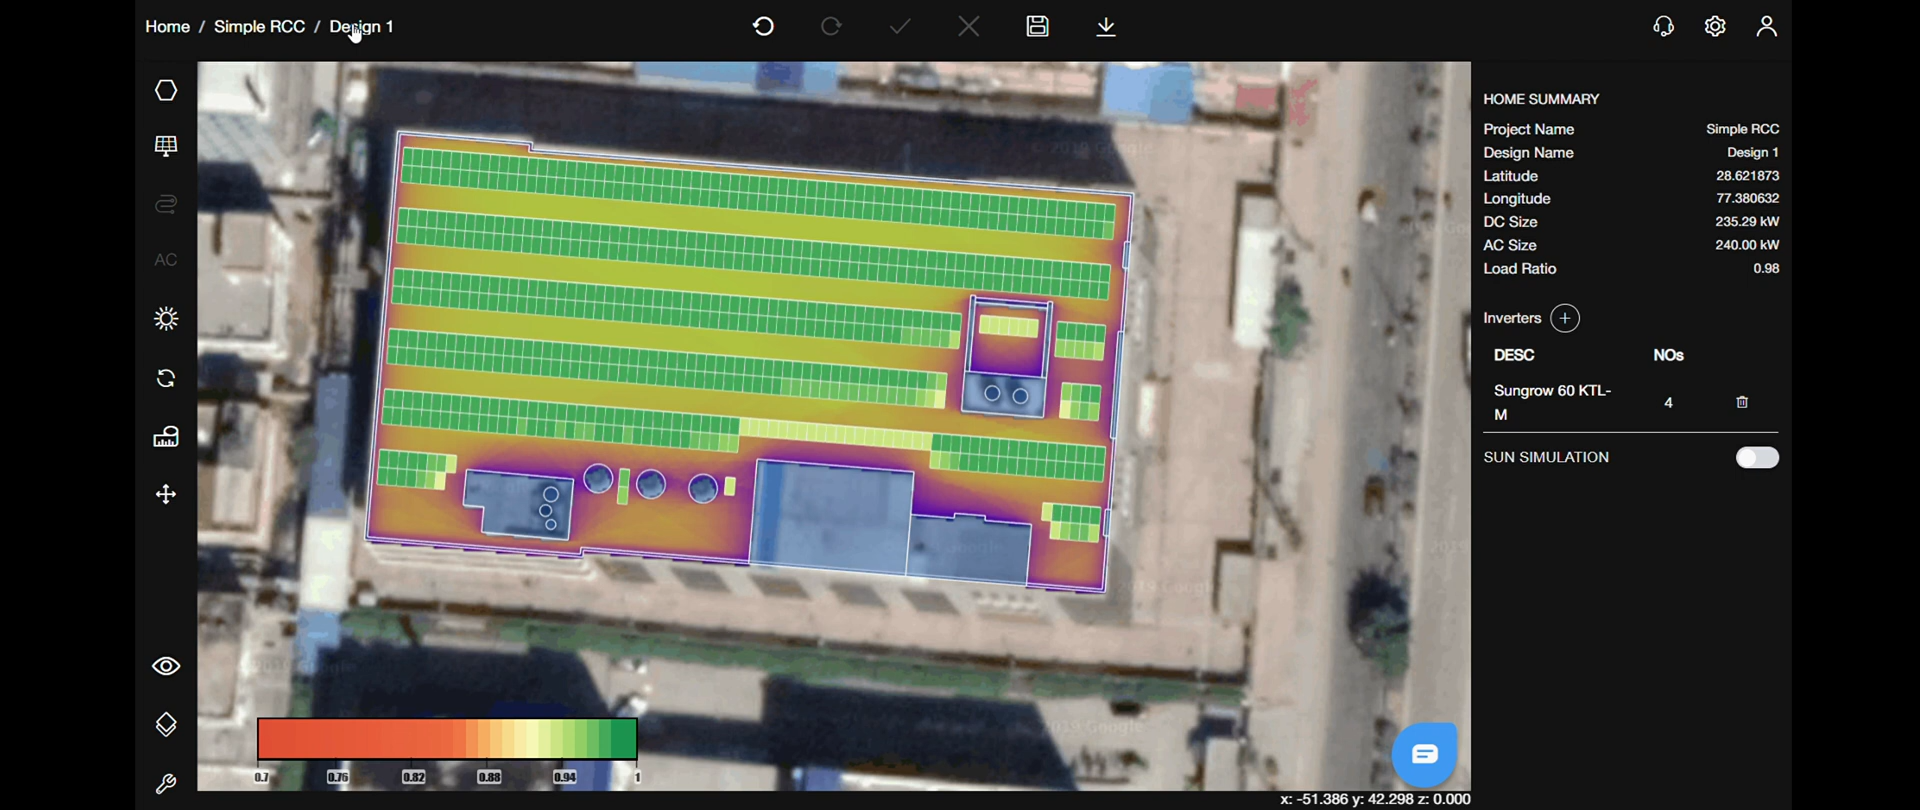 Home / Simple RCC / Design 1
HOME SUMMARY
Project Name Simple RCC
Design Name Design 1
Latitude 28.621873
Longitude 77.380632
DC Size 235.29 kW
AC Size 240.00 kW
Load Ratio 0.98
Inverters
DESC NOs
Sungrow 60 KTL-
M 4
SUN SIMULATION
AC
© 2019 Google
0.7 0.76 0.82 0.88 0.94 1
x: -51.386 y: 42.298 z: 0.000